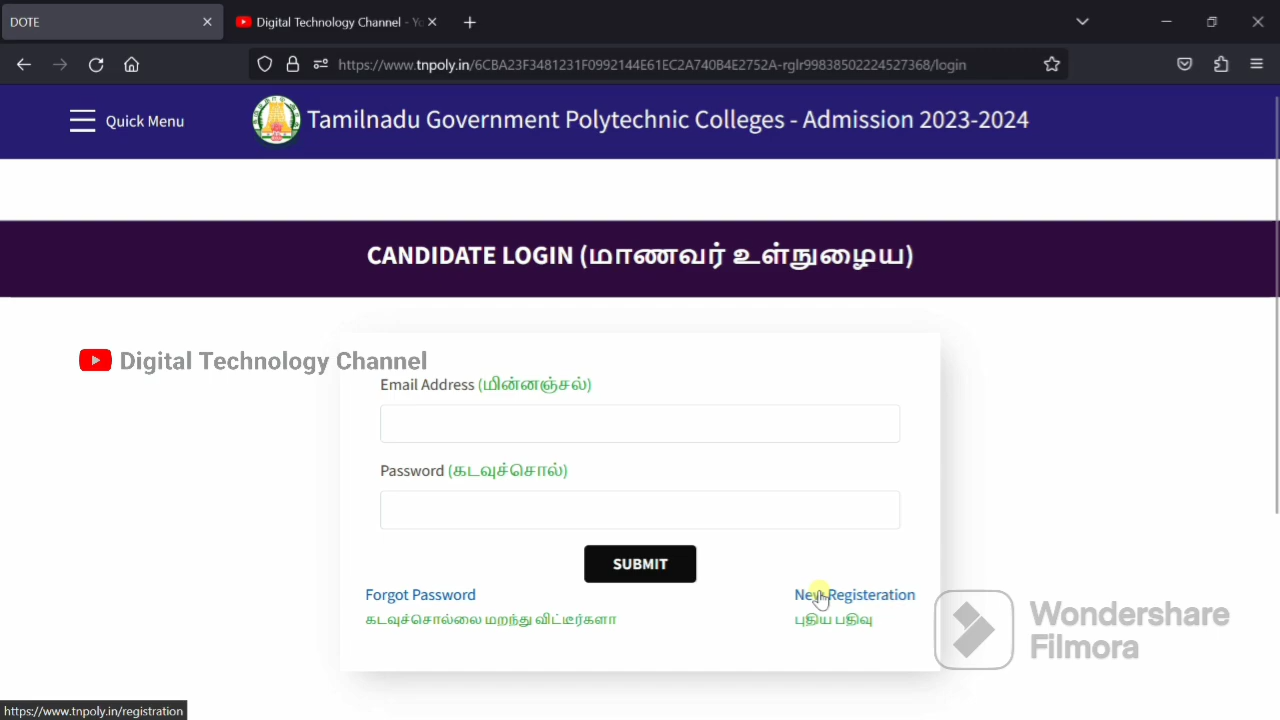 DOTE
Digital Technology Channel - Yo
https://www.tnpoly.in/6CBA23F3481231F0992144E61EC2A740B4E2752A-rglr99838502224527368/login
Quick Menu
Tamilnadu Government Polytechnic Colleges - Admission 2023-2024
CANDIDATE LOGIN (மாணவர் உள்நுழைய)
Digital Technology Channel
Email Address (மின்னஞ்சல்)
Password (கடவுச்சொல்)
SUBMIT
Forgot Password
New Registeration
கடவுச்சொல்லை மறந்து விட்டீர்களா
புதிய பதிவு
Wondershare
Filmora
https://www.tnpoly.in/registration